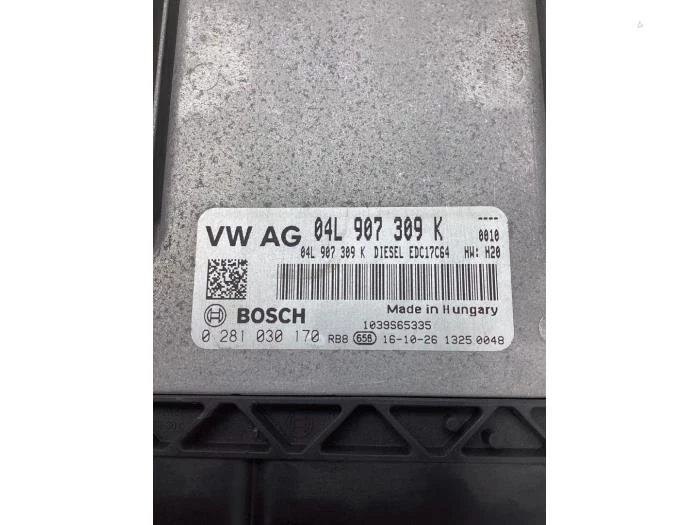 VW AG 04L 907 309 K ----
04L 907 309 K DIESEL EDC17C64 HW: H20 0010
BOSCH Made in Hungary
1039S65335
0 281 030 170 RB8 656 16-10-26 1325 0048